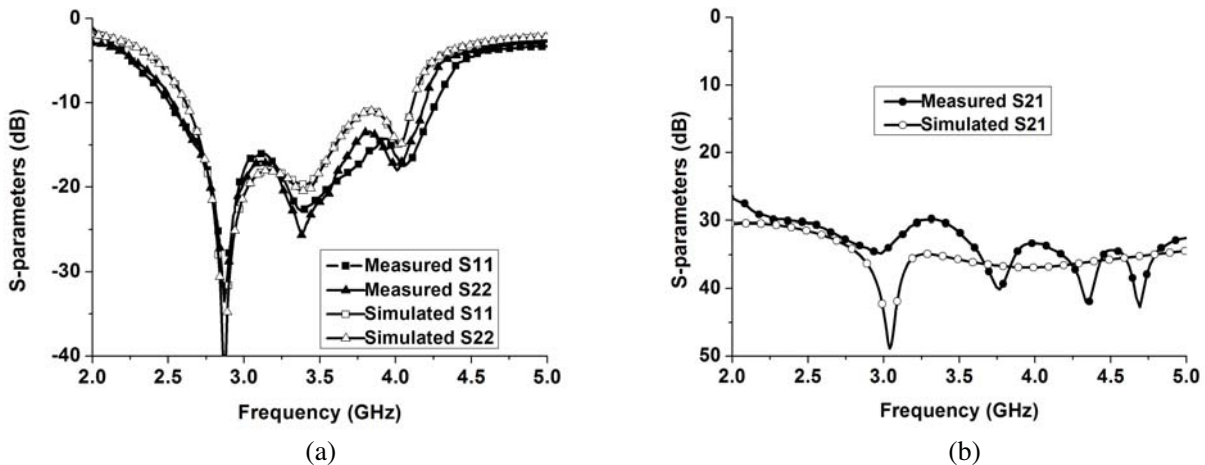 0
-10
-20
-30
-40
S-parameters (dB)
2.0 2.5 3.0 3.5 4.0 4.5 5.0
Frequency (GHz)
Measured S11
Measured S22
Simulated S11
Simulated S22
(a)
0
10
20
30
40
50
S-parameters (dB)
2.0 2.5 3.0 3.5 4.0 4.5 5.0
Frequency (GHz)
Measured S21
Simulated S21
(b)